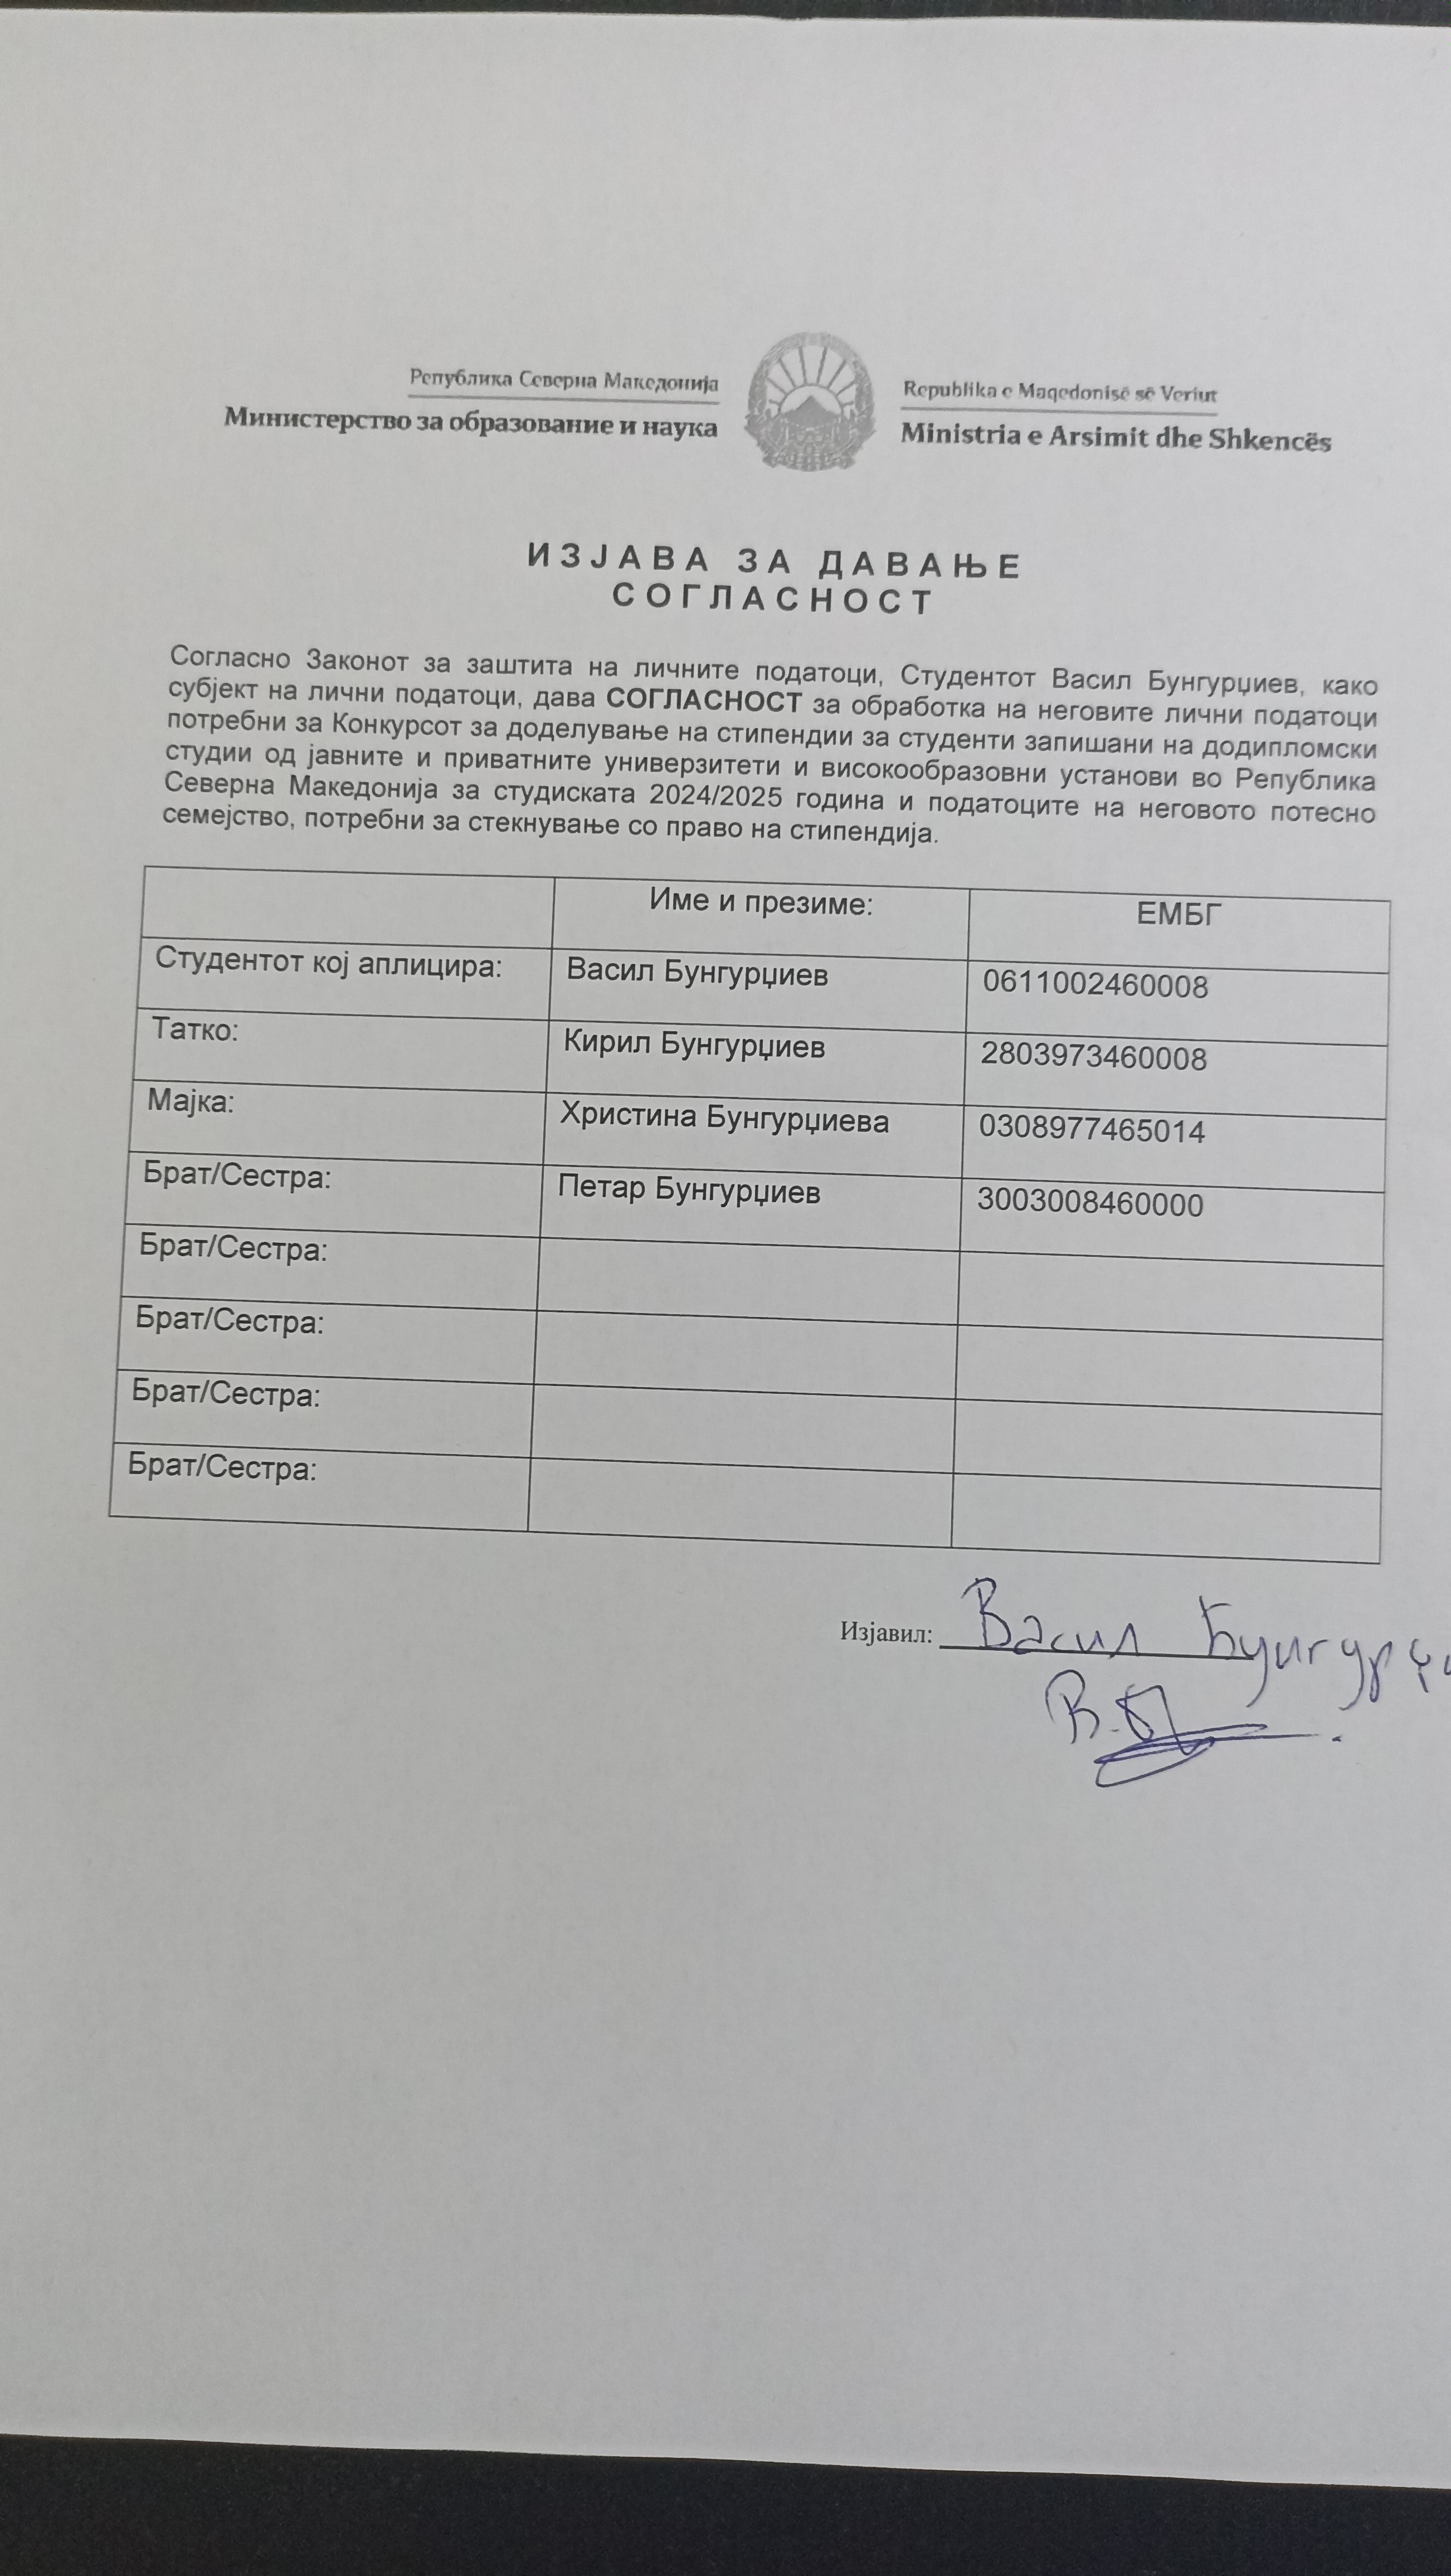 Република Северна Македонија
Министерство за образование и наука
Republika e Maqedonisë së Veriut
Ministria e Arsimit dhe Shkencës
ИЗЈАВА ЗА ДАВАЊЕ
СОГЛАСНОСТ
Согласно Законот за заштита на личните податоци, Студентот Васил Бунгурџиев, како
субјект на лични податоци, дава СОГЛАСНОСТ за обработка на неговите лични податоци
потребни за Конкурсот за доделување на стипендии за студенти запишани на додипломски
студии од јавните и приватните универзитети и високообразовни установи во Република
Северна Македонија за студиската 2024/2025 година и податоците на неговото потесно
семејство, потребни за стекнување со право на стипендија.
Име и презиме: ЕМБГ
Студентот кој аплицира: Васил Бунгурџиев 0611002460008
Татко: Кирил Бунгурџиев 2803973460008
Мајка: Христина Бунгурџиева 0308977465014
Брат/Сестра: Петар Бунгурџиев 3003008460000
Брат/Сестра:
Брат/Сестра:
Брат/Сестра:
Брат/Сестра:
Изјавил: Васил Бунгурџи